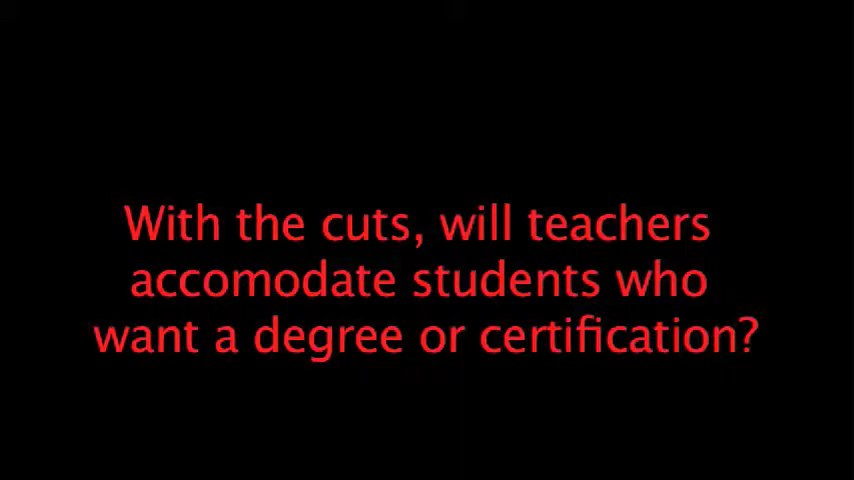 With the cuts, will teachers
accomodate students who
want a degree or certification?